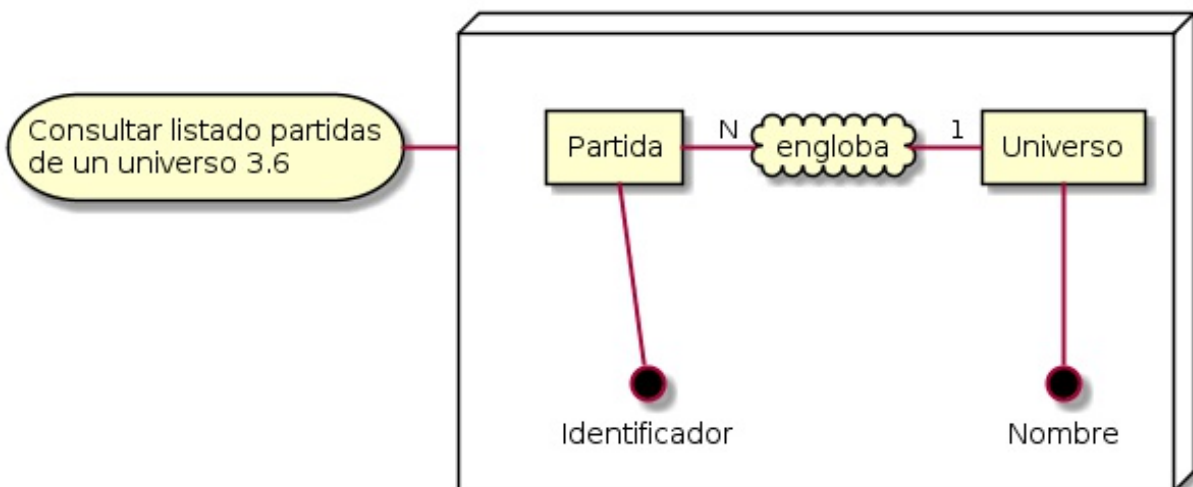 Consultar listado partidas
de un universo 3.6
Partida
N
engloba
1
Universo
Identificador
Nombre